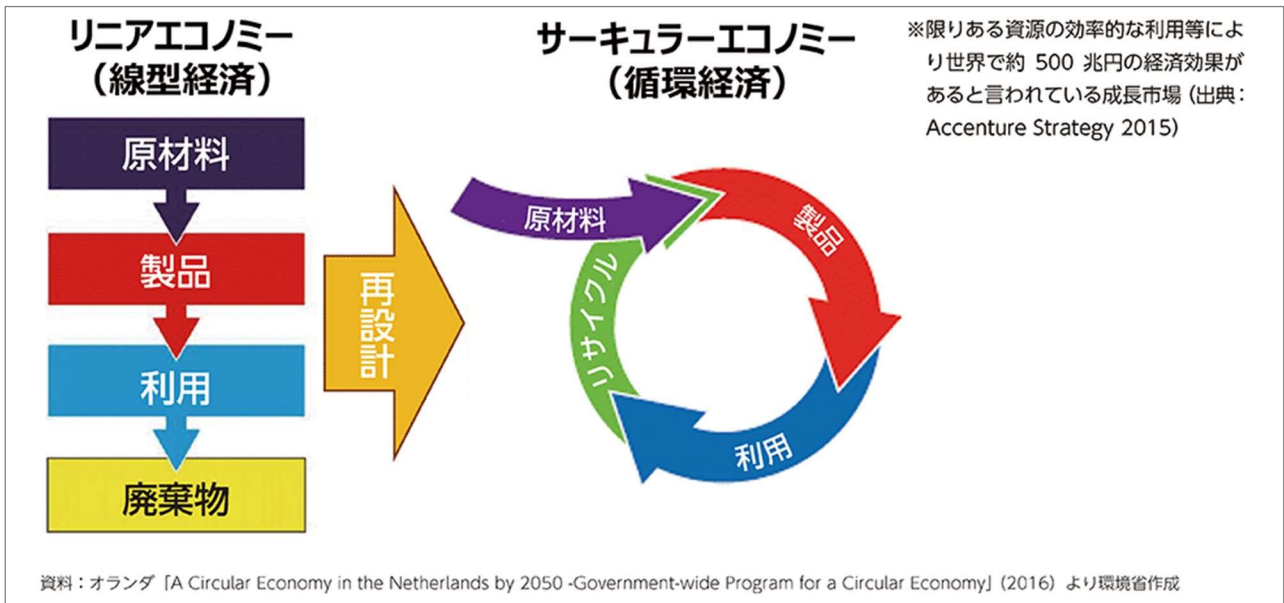 リニアエコノミー
（線型経済）
原材料
製品
利用
廃棄物
再設計
サーキュラーエコノミー
（循環経済）
原材料
製品
利用
リサイクル
※限りある資源の効率的な利用等によ
り世界で約 500 兆円の経済効果が
あると言われている成長市場（出典：
Accenture Strategy 2015）
資料：オランダ「A Circular Economy in the Netherlands by 2050 -Government-wide Program for a Circular Economy」（2016）より環境省作成